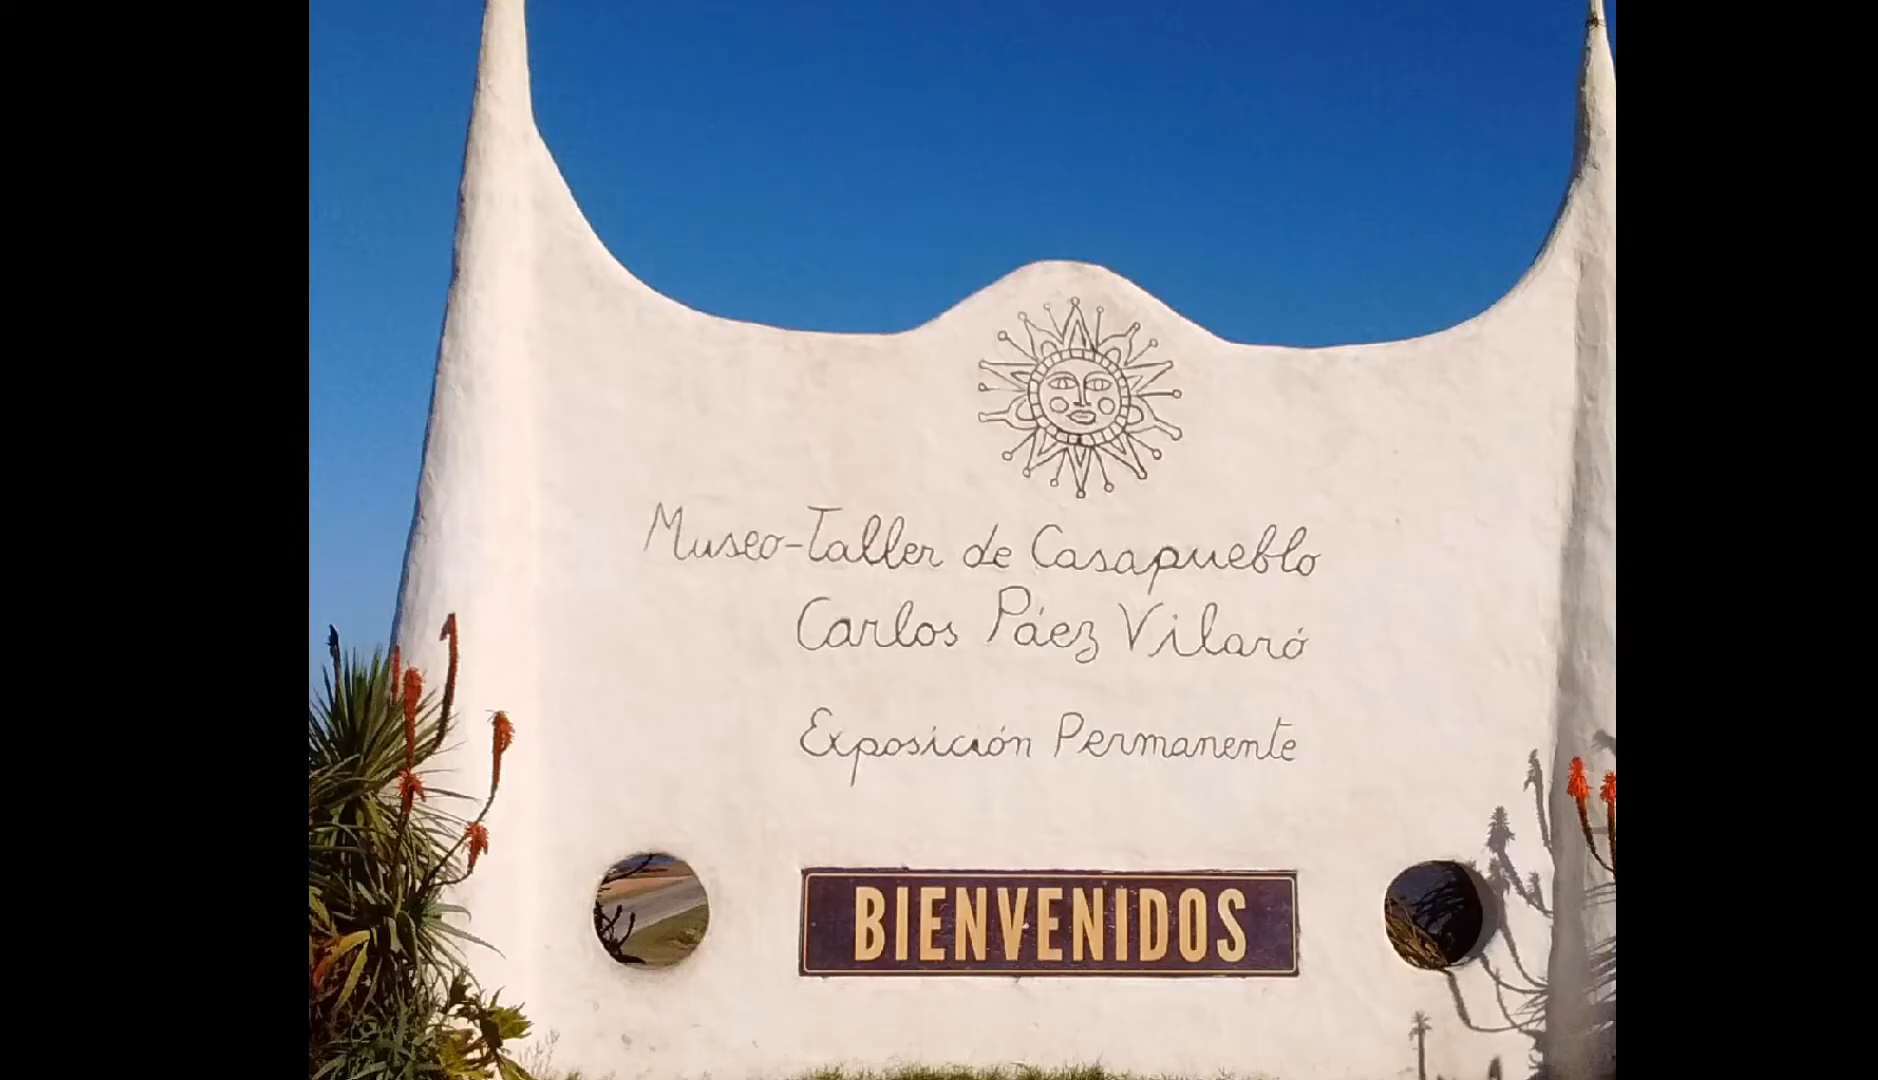 Museo-Taller de Casapueblo
Carlos Páez Vilaró
Exposición Permanente
BIENVENIDOS